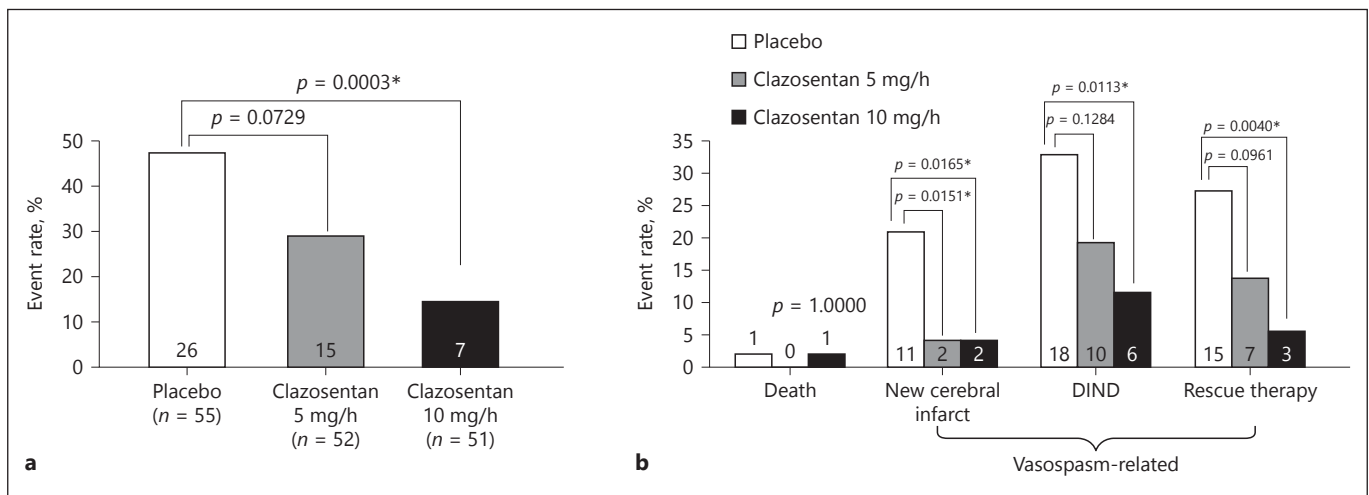 p = 0.0003*
p = 0.0729
50
40
30
20
10
0
Event rate, %
26
15
7
Placebo
(n = 55)
Clazosentan
5 mg/h
(n = 52)
Clazosentan
10 mg/h
(n = 51)
a
Placebo
Clazosentan 5 mg/h
Clazosentan 10 mg/h
35
30
25
20
15
10
5
0
Event rate, %
p = 1.0000
1
0
1
p = 0.0165*
p = 0.0151*
11
2
2
p = 0.0113*
p = 0.1284
18
10
6
p = 0.0040*
p = 0.0961
15
7
3
Death
New cerebral
infarct
DIND
Rescue therapy
Vasospasm-related
b